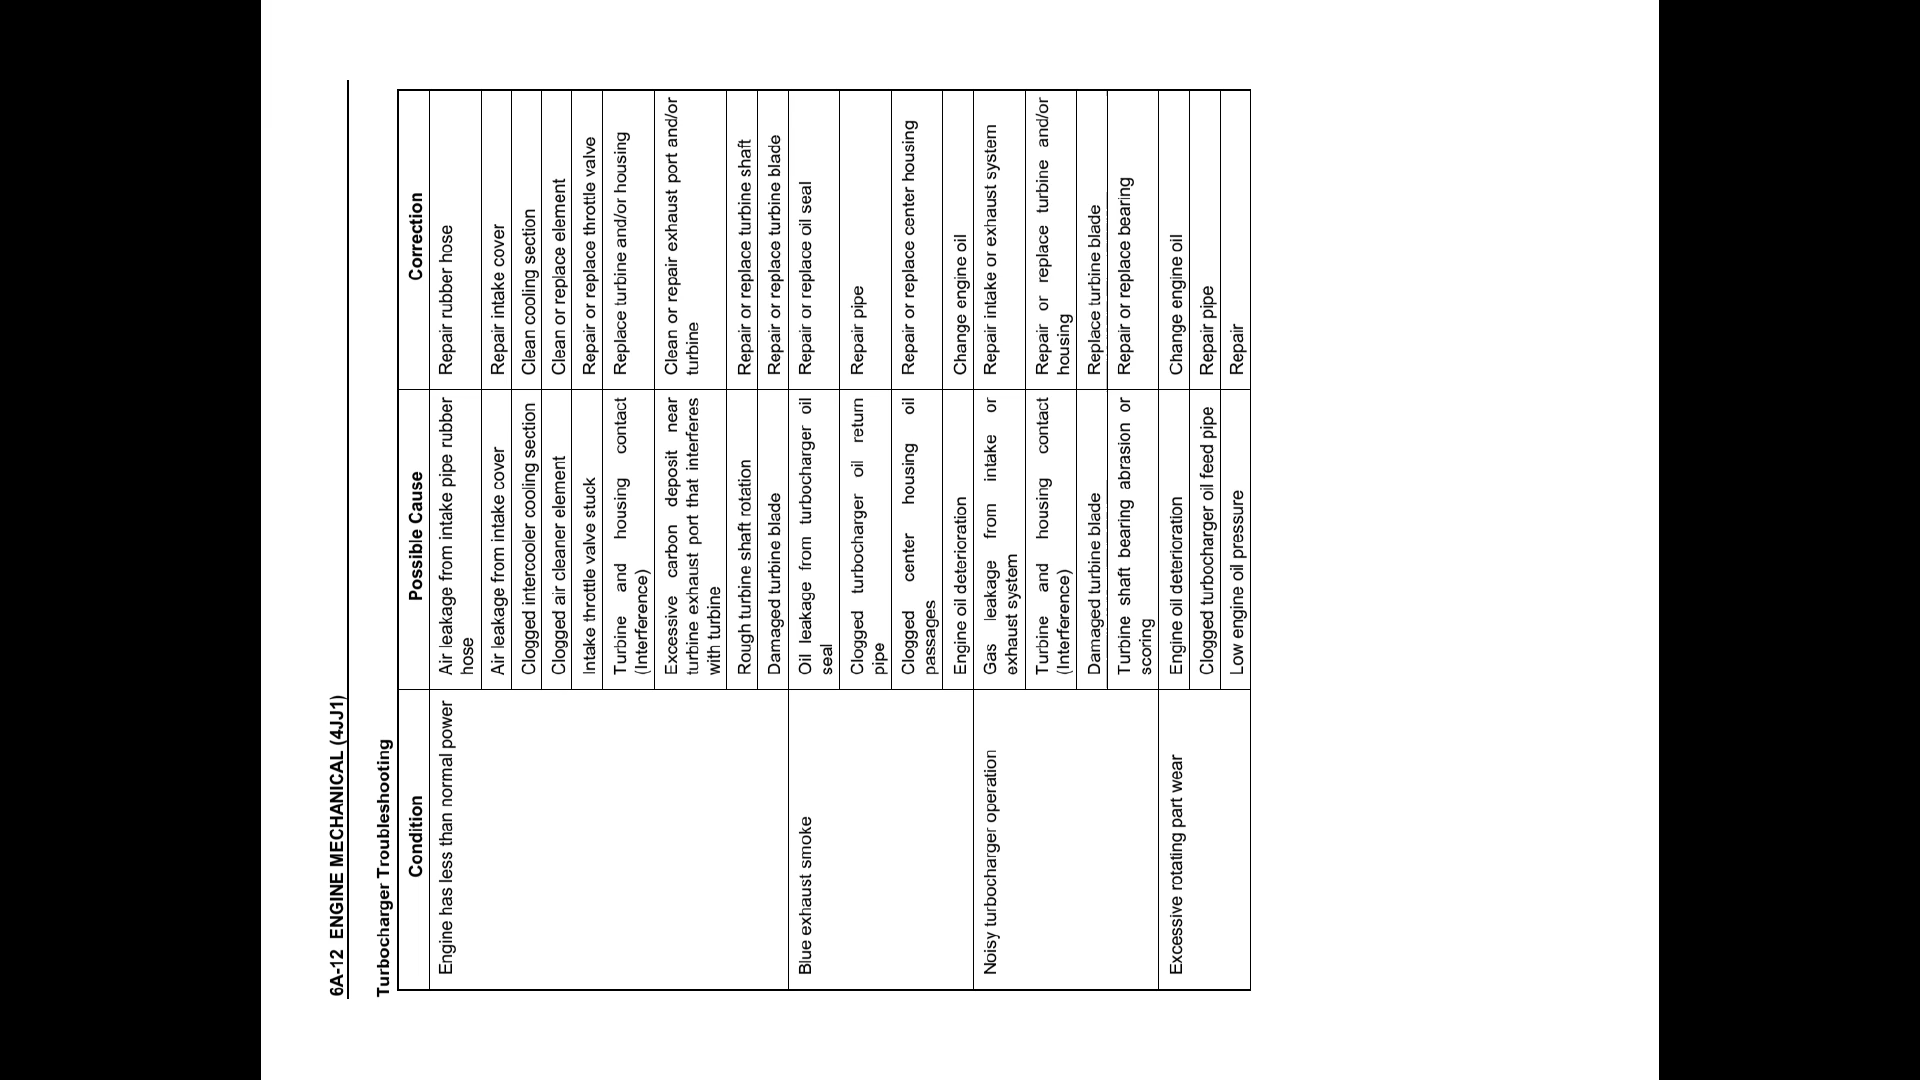 6A-12 ENGINE MECHANICAL (4JJ1)
Turbocharger Troubleshooting
Condition Possible Cause Correction
Engine has less than normal power Air leakage from intake pipe rubber Repair rubber hose
hose
Air leakage from intake cover Repair intake cover
Clogged intercooler cooling section Clean cooling section
Clogged air cleaner element Clean or replace element
Intake throttle valve stuck Repair or replace throttle valve
Turbine and housing contact Replace turbine and/or housing
(Interference)
Excessive carbon deposit near Clean or repair exhaust port and/or
turbine exhaust port that interferes turbine
with turbine
Rough turbine shaft rotation Repair or replace turbine shaft
Damaged turbine blade Repair or replace turbine blade
Blue exhaust smoke Oil leakage from turbocharger oil Repair or replace oil seal
seal
Clogged turbocharger oil return Repair pipe
pipe
Clogged center housing oil Repair or replace center housing
passages
Engine oil deterioration Change engine oil
Noisy turbocharger operation Gas leakage from intake or Repair intake or exhaust system
exhaust system
Turbine and housing contact Repair or replace turbine and/or
(Interference) housing
Damaged turbine blade Replace turbine blade
Turbine shaft bearing abrasion or Repair or replace bearing
scoring
Excessive rotating part wear Engine oil deterioration Change engine oil
Clogged turbocharger oil feed pipe Repair pipe
Low engine oil pressure Repair